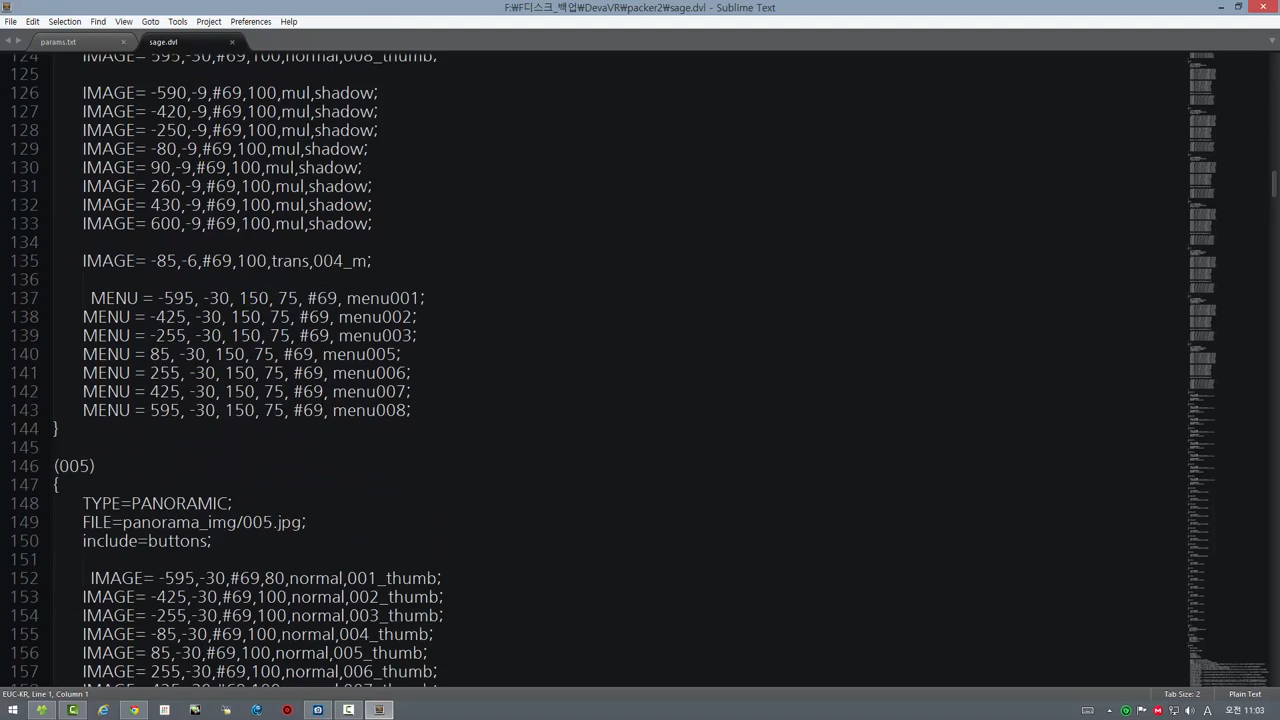 F:₩F디스크_백업₩DevaVR₩packer2₩sage.dvl - Sublime Text
File Edit Selection Find View Goto Tools Project Preferences Help
params.txt × sage.dvl ×
124 IMAGE= 595,-30,#69,100,normal,008_thumb;
125
126 IMAGE= -590,-9,#69,100,mul,shadow;
127 IMAGE= -420,-9,#69,100,mul,shadow;
128 IMAGE= -250,-9,#69,100,mul,shadow;
129 IMAGE= -80,-9,#69,100,mul,shadow;
130 IMAGE= 90,-9,#69,100,mul,shadow;
131 IMAGE= 260,-9,#69,100,mul,shadow;
132 IMAGE= 430,-9,#69,100,mul,shadow;
133 IMAGE= 600,-9,#69,100,mul,shadow;
134
135 IMAGE= -85,-6,#69,100,trans,004_m;
136
137 MENU = -595, -30, 150, 75, #69, menu001;
138 MENU = -425, -30, 150, 75, #69, menu002;
139 MENU = -255, -30, 150, 75, #69, menu003;
140 MENU = 85, -30, 150, 75, #69, menu005;
141 MENU = 255, -30, 150, 75, #69, menu006;
142 MENU = 425, -30, 150, 75, #69, menu007;
143 MENU = 595, -30, 150, 75, #69, menu008;
144 }
145
146 (005)
147 {
148 TYPE=PANORAMIC;
149 FILE=panorama_img/005.jpg;
150 include=buttons;
151
152 IMAGE= -595,-30,#69,80,normal,001_thumb;
153 IMAGE= -425,-30,#69,100,normal,002_thumb;
154 IMAGE= -255,-30,#69,100,normal,003_thumb;
155 IMAGE= -85,-30,#69,100,normal,004_thumb;
156 IMAGE= 85,-30,#69,100,normal,005_thumb;
157 IMAGE= 255,-30,#69,100,normal,006_thumb;
EUC-KR, Line 1, Column 1 Tab Size: 2 Plain Text
A 오전 11:03